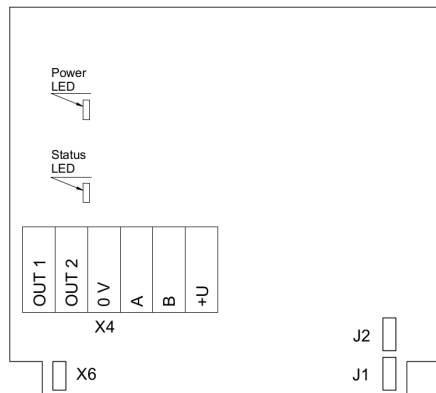 Power
LED
Status
LED
OUT 1
OUT 2
0 V
A
B
+U
X4
J2
X6
J1